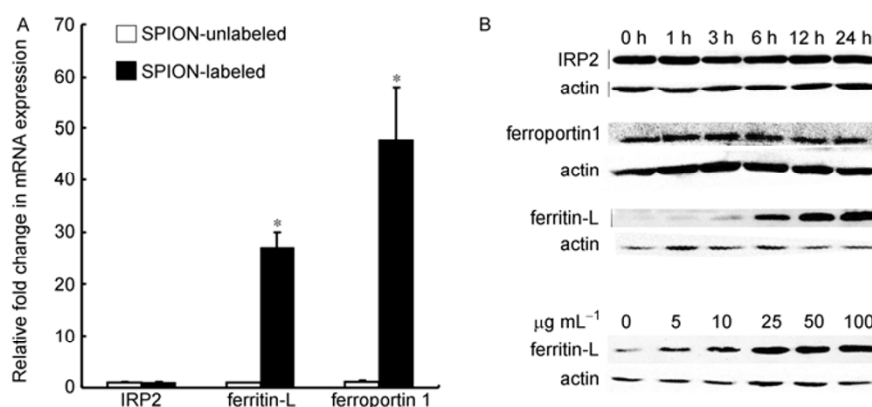 A
Relative fold change in mRNA expression
70
60
50
40
30
20
10
0
SPION-unlabeled
SPION-labeled
*
*
IRP2 ferritin-L ferroportin 1
B
0 h 1 h 3 h 6 h 12 h 24 h
IRP2
actin
ferroportin1
actin
ferritin-L
actin
μg mL⁻¹ 0 5 10 25 50 100
ferritin-L
actin